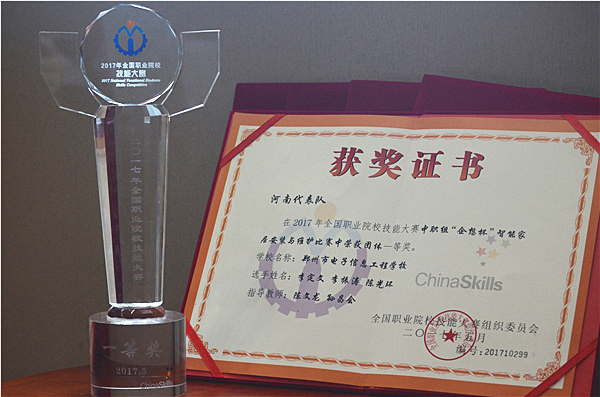 2017年全国职业院校
技能大赛
2017 National Vocational Students
Skills Competition
二〇一七年全国职业院校技能大赛
一等奖
2017.5
ChinaSkills
获奖证书
河南代表队
在2017年全国职业院校技能大赛中职组“企想杯”智能家
居安装与维护比赛中荣获团体一等奖。
学校名称：郑州市电子信息工程学校
选手姓名：李定文 李帙涛 陈光环
指导教师：陈文龙 孙昌会
ChinaSkills
全国职业院校技能大赛组织委员会
二〇一七年五月
编号：201710299